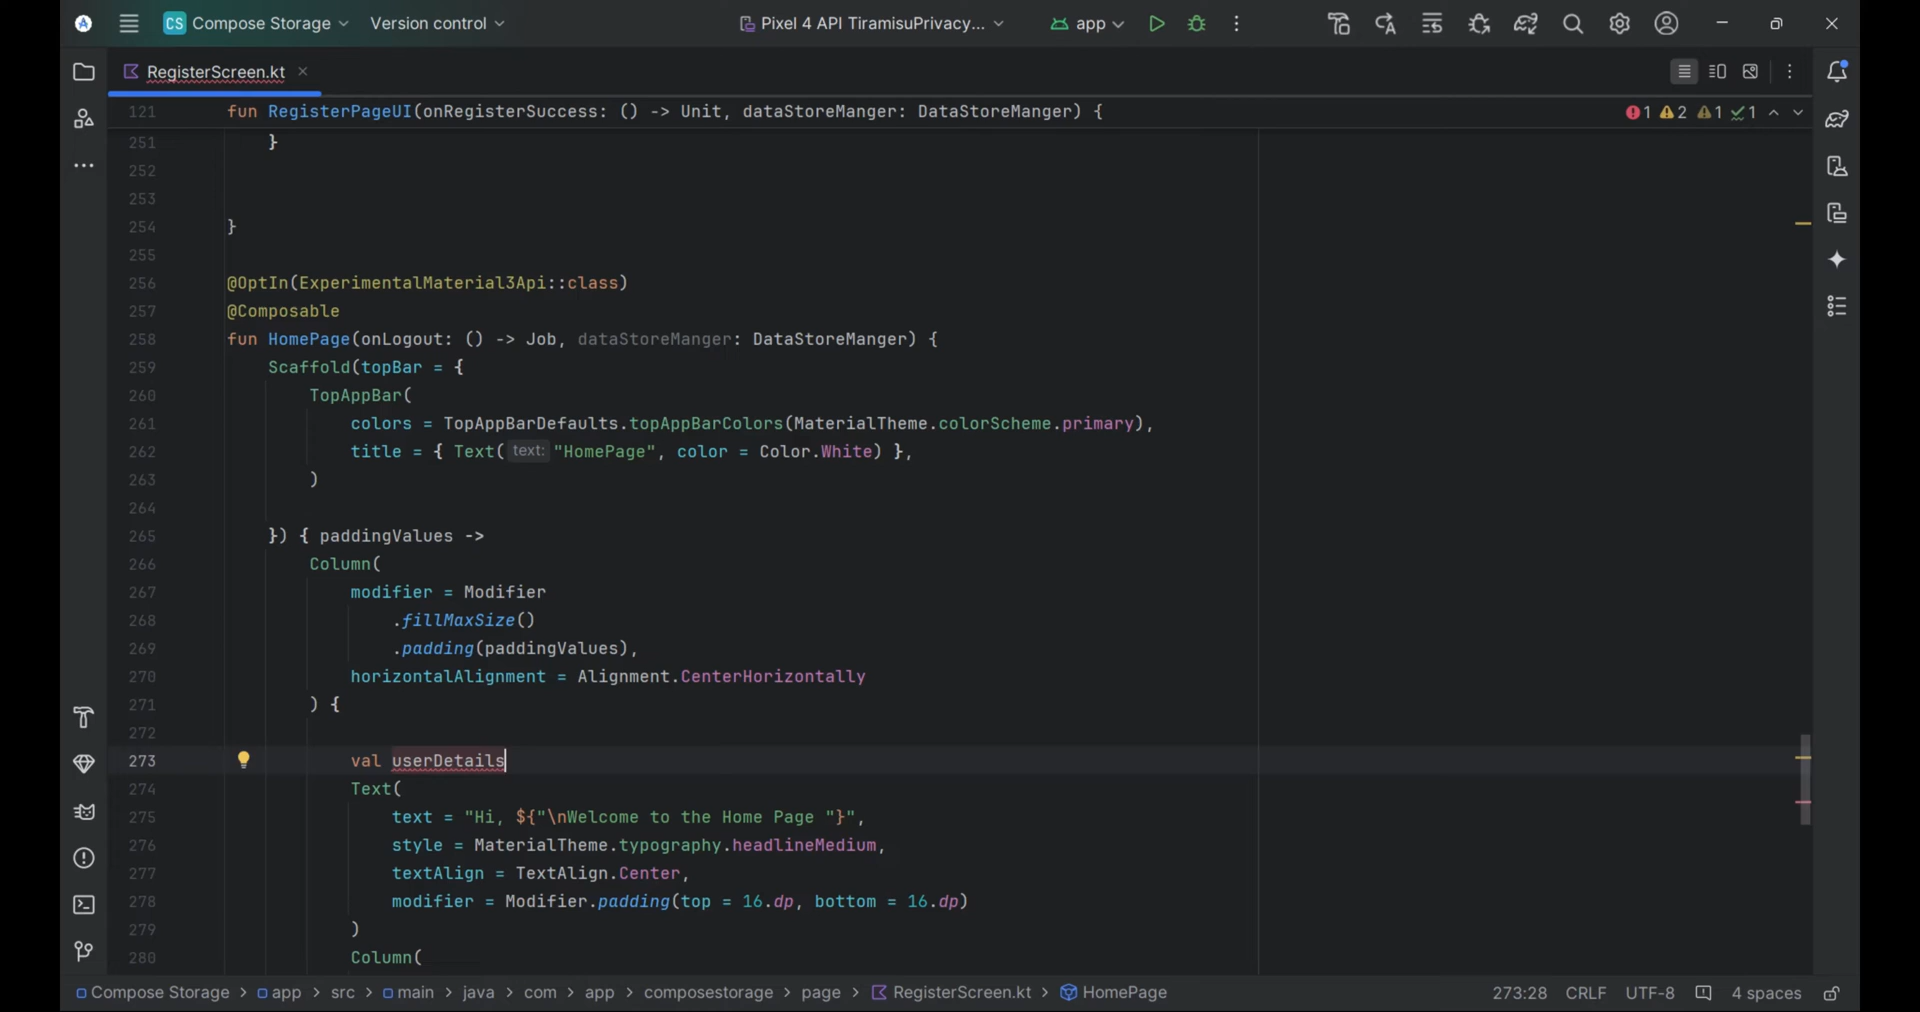 CS Compose Storage Version control Pixel 4 API TiramisuPrivacy... app
RegisterScreen.kt
121 fun RegisterPageUI(onRegisterSuccess: () -> Unit, dataStoreManger: DataStoreManger) { 1 2 1 1
251 }
252
253
254 }
255
256 @OptIn(ExperimentalMaterial3Api::class)
257 @Composable
258 fun HomePage(onLogout: () -> Job, dataStoreManger: DataStoreManger) {
259 Scaffold(topBar = {
260 TopAppBar(
261 colors = TopAppBarDefaults.topAppBarColors(MaterialTheme.colorScheme.primary),
262 title = { Text( text: "HomePage", color = Color.White) },
263 )
264
265 }) { paddingValues ->
266 Column(
267 modifier = Modifier
268 .fillMaxSize()
269 .padding(paddingValues),
270 horizontalAlignment = Alignment.CenterHorizontally
271 ) {
272
273 val userDetails
274 Text(
275 text = "Hi, ${"\nWelcome to the Home Page "}",
276 style = MaterialTheme.typography.headlineMedium,
277 textAlign = TextAlign.Center,
278 modifier = Modifier.padding(top = 16.dp, bottom = 16.dp)
279 )
280 Column(
Compose Storage > app > src > main > java > com > app > composestorage > page > RegisterScreen.kt > HomePage 273:28 CRLF UTF-8 4 spaces